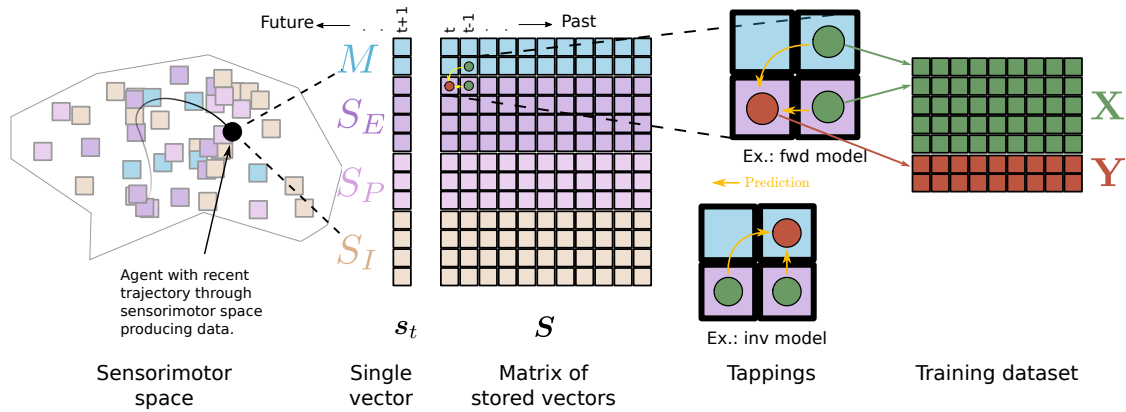 Future
t+1
t
t-1
Past
M
S_E
S_P
S_I
Agent with recent
trajectory through
sensorimotor space
producing data.
s_t
S
Ex.: fwd model
Prediction
Ex.: inv model
X
Y
Sensorimotor
space
Single
vector
Matrix of
stored vectors
Tappings
Training dataset